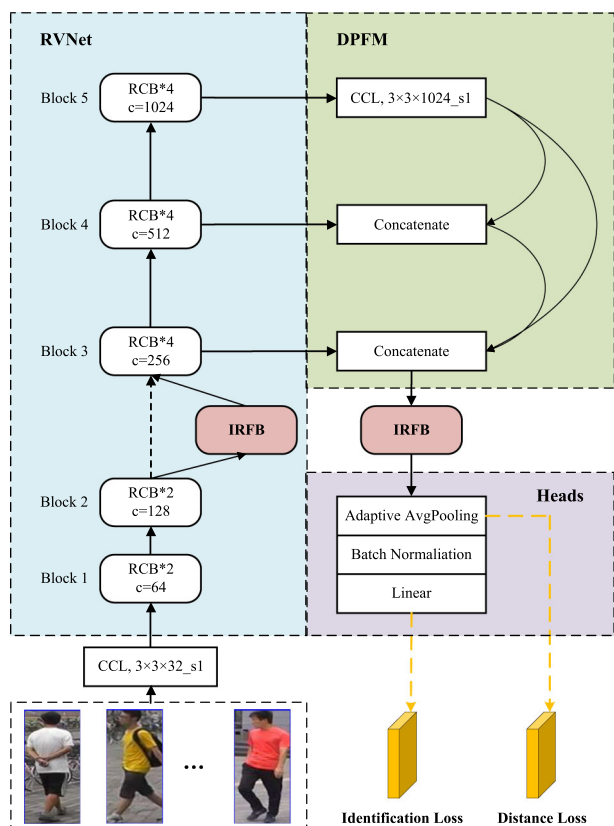 RVNet
DPFM
Block 5
RCB*4
c=1024
CCL, 3×3×1024_s1
Block 4
RCB*4
c=512
Concatenate
Block 3
RCB*4
c=256
Concatenate
IRFB
IRFB
Block 2
RCB*2
c=128
Heads
Adaptive AvgPooling
Batch Normaliation
Linear
Block 1
RCB*2
c=64
CCL, 3×3×32_s1
...
Identification Loss
Distance Loss